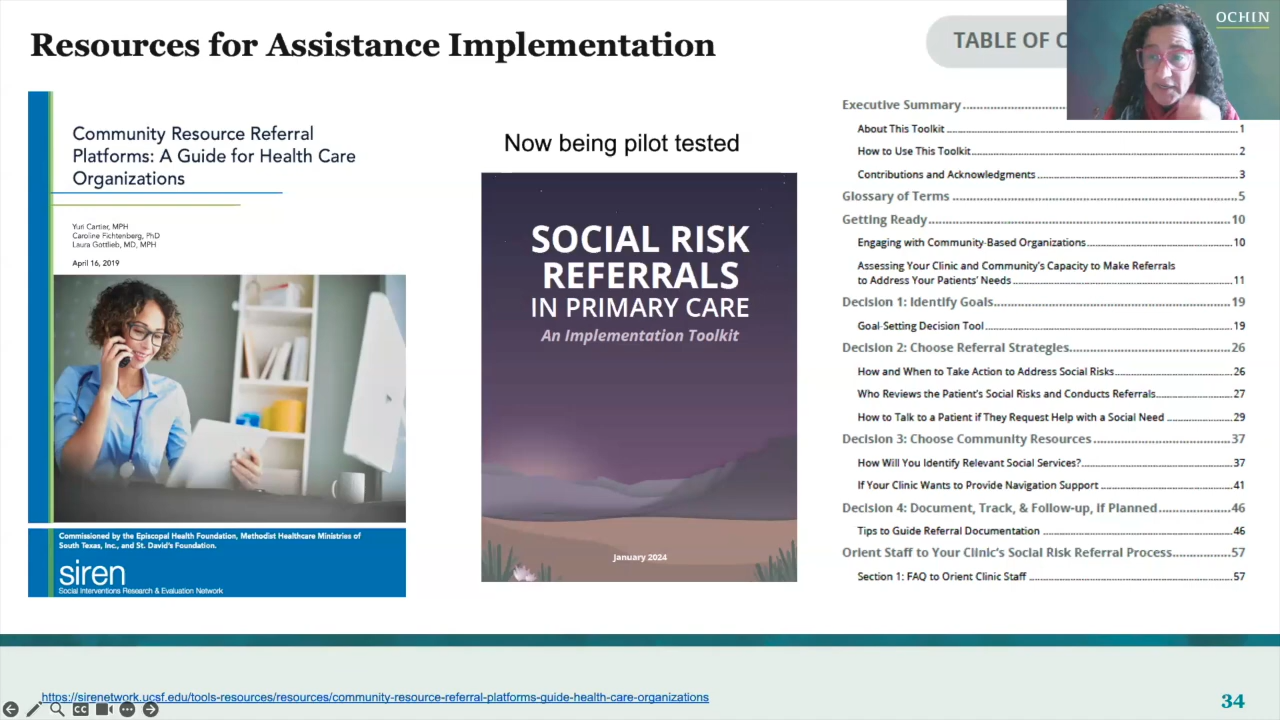 Resources for Assistance Implementation
Community Resource Referral
Platforms: A Guide for Health Care
Organizations
Yuri Cartier, MPH
Caroline Fichtenberg, PhD
Laura Gottlieb, MD, MPH
April 16, 2019
Commissioned by the Episcopal Health Foundation, Methodist Healthcare Ministries of
South Texas, Inc., and St. David's Foundation.
siren
Social Interventions Research & Evaluation Network
Now being pilot tested
SOCIAL RISK
REFERRALS
IN PRIMARY CARE
An Implementation Toolkit
January 2024
TABLE OF
OCHIN
Executive Summary
About This Toolkit 1
How to Use This Toolkit 2
Contributions and Acknowledgments 3
Glossary of Terms 5
Getting Ready 10
Engaging with Community-Based Organizations 10
Assessing Your Clinic and Community's Capacity to Make Referrals
to Address Your Patients' Needs 11
Decision 1: Identify Goals 19
Goal-Setting Decision Tool 19
Decision 2: Choose Referral Strategies 26
How and When to Take Action to Address Social Risks 26
Who Reviews the Patient's Social Risks and Conducts Referrals 27
How to Talk to a Patient if They Request Help with a Social Need 29
Decision 3: Choose Community Resources 37
How Will You Identify Relevant Social Services? 37
If Your Clinic Wants to Provide Navigation Support 41
Decision 4: Document, Track, & Follow-up, If Planned 46
Tips to Guide Referral Documentation 46
Orient Staff to Your Clinic's Social Risk Referral Process 57
Section 1: FAQ to Orient Clinic Staff 57
https://sirenetwork.ucsf.edu/tools-resources/resources/community-resource-referral-platforms-guide-health-care-organizations
CC
34